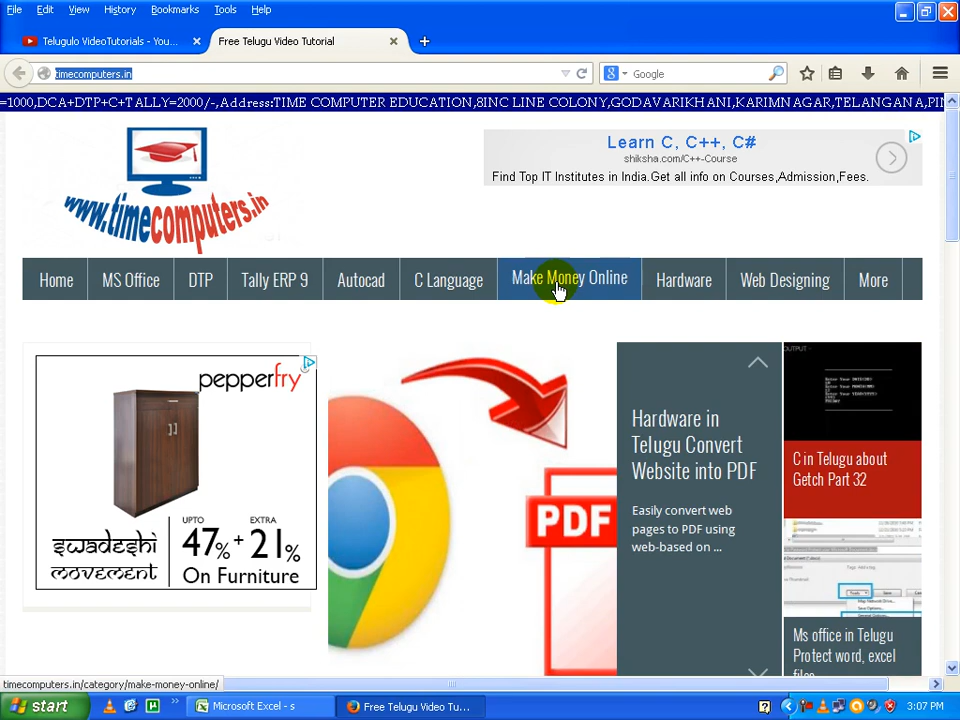 File Edit View History Bookmarks Tools Help
Telugulo VideoTutorials - You...
Free Telugu Video Tutorial
timecomputers.in
Google
=1000,DCA+DTP+C+TALLY=2000/-,Address:TIME COMPUTER EDUCATION,8INC LINE COLONY,GODAVARIKHANI,KARIMNAGAR,TELANGANA,PIN
www.timecomputers.in
Learn C, C++, C#
shiksha.com/C++-Course
Find Top IT Institutes in India.Get all info on Courses,Admission,Fees.
Home MS Office DTP Tally ERP 9 Autocad C Language Make Money Online Hardware Web Designing More
pepperfry
SWADESHI
MOVEMENT
UPTO
47%
+
EXTRA
21%
On Furniture
PDF
Hardware in
Telugu Convert
Website into PDF
Easily convert web
pages to PDF using
web-based on ...
OUTPUT -
C in Telugu about
Getch Part 32
Ms office in Telugu
Protect word, excel
files
timecomputers.in/category/make-money-online/
start
Microsoft Excel - s
Free Telugu Video Tu...
3:07 PM